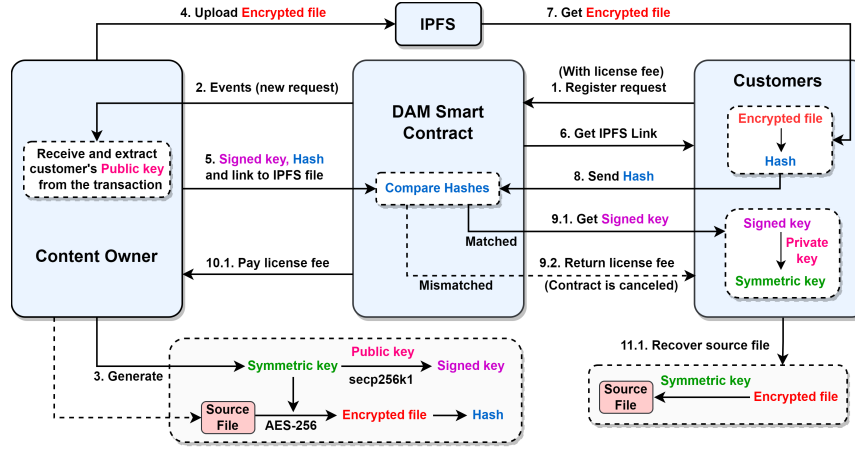 4. Upload Encrypted file
IPFS
7. Get Encrypted file
2. Events (new request)
Receive and extract
customer's Public key
from the transaction
5. Signed key, Hash
and link to IPFS file
Content Owner
10.1. Pay license fee
DAM Smart
Contract
Compare Hashes
Matched
Mismatched
(With license fee)
1. Register request
6. Get IPFS Link
8. Send Hash
9.1. Get Signed key
9.2. Return license fee
(Contract is canceled)
Customers
Encrypted file
Hash
Signed key
Private
key
Symmetric key
3. Generate
Symmetric key
Public key
secp256k1
Signed key
Source
File
AES-256
Encrypted file
Hash
11.1. Recover source file
Source
File
Symmetric key
Encrypted file